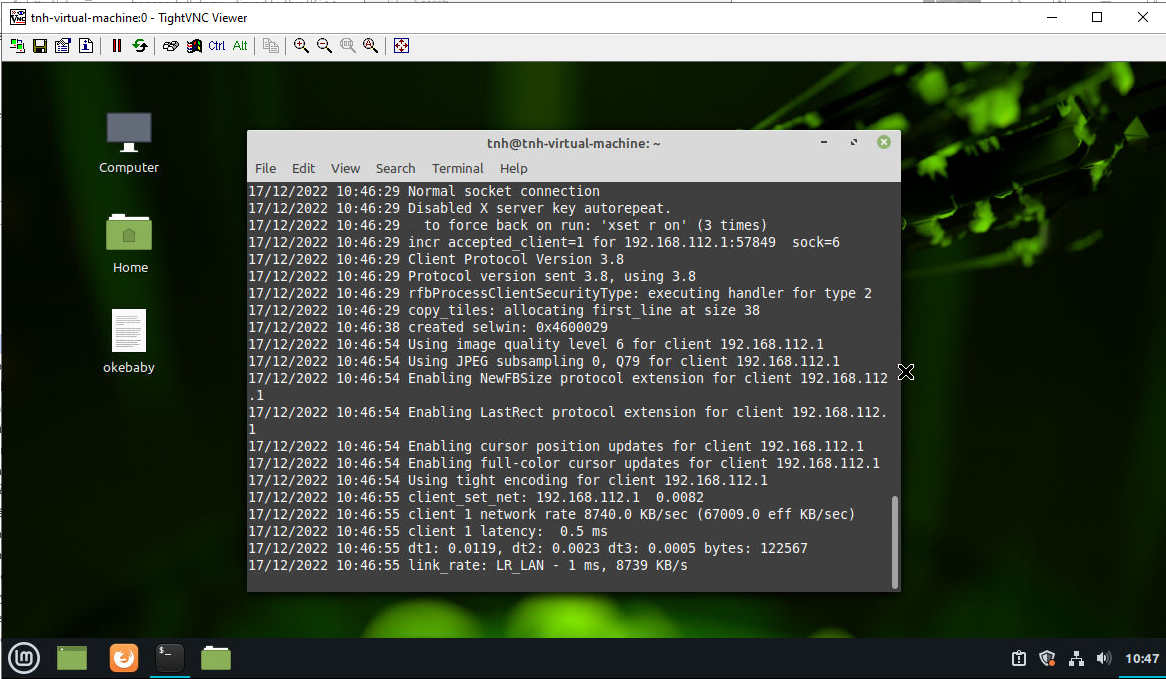 tnh-virtual-machine:0 - TightVNC Viewer
Ctrl Alt
Computer
Home
okebaby
tnh@tnh-virtual-machine: ~
File Edit View Search Terminal Help
17/12/2022 10:46:29 Normal socket connection
17/12/2022 10:46:29 Disabled X server key autorepeat.
17/12/2022 10:46:29   to force back on run: 'xset r on' (3 times)
17/12/2022 10:46:29 incr accepted_client=1 for 192.168.112.1:57849  sock=6
17/12/2022 10:46:29 Client Protocol Version 3.8
17/12/2022 10:46:29 Protocol version sent 3.8, using 3.8
17/12/2022 10:46:29 rfbProcessClientSecurityType: executing handler for type 2
17/12/2022 10:46:29 copy_tiles: allocating first_line at size 38
17/12/2022 10:46:38 created selwin: 0x4600029
17/12/2022 10:46:54 Using image quality level 6 for client 192.168.112.1
17/12/2022 10:46:54 Using JPEG subsampling 0, Q79 for client 192.168.112.1
17/12/2022 10:46:54 Enabling NewFBSize protocol extension for client 192.168.112
.1
17/12/2022 10:46:54 Enabling LastRect protocol extension for client 192.168.112.
1
17/12/2022 10:46:54 Enabling cursor position updates for client 192.168.112.1
17/12/2022 10:46:54 Enabling full-color cursor updates for client 192.168.112.1
17/12/2022 10:46:54 Using tight encoding for client 192.168.112.1
17/12/2022 10:46:55 client_set_net: 192.168.112.1  0.0082
17/12/2022 10:46:55 client 1 network rate 8740.0 KB/sec (67009.0 eff KB/sec)
17/12/2022 10:46:55 client 1 latency:  0.5 ms
17/12/2022 10:46:55 dt1: 0.0119, dt2: 0.0023 dt3: 0.0005 bytes: 122567
17/12/2022 10:46:55 link_rate: LR_LAN - 1 ms, 8739 KB/s
10:47